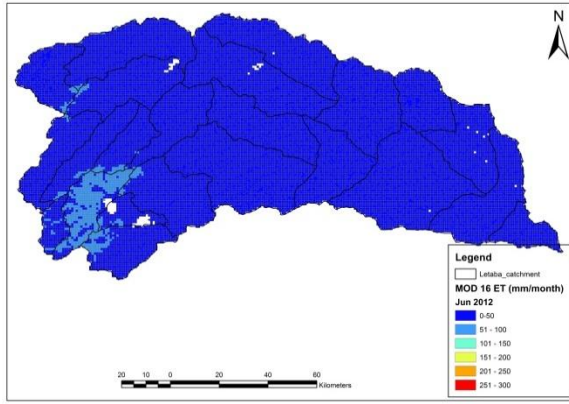 N
Legend
Letaba_catchment
MOD 16 ET (mm/month)
Jun 2012
0-50
51 - 100
101 - 150
151 - 200
201 - 250
251 - 300
20 10 0 20 40 60
Kilometers